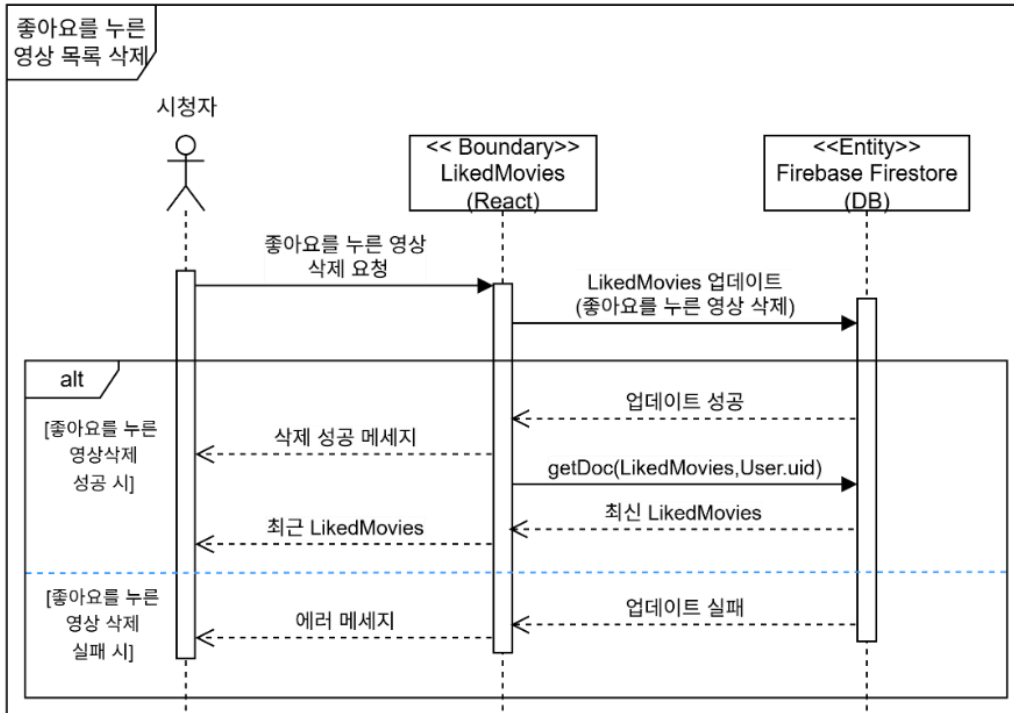 좋아요를 누른
영상 목록 삭제
시청자
<< Boundary>>
LikedMovies
(React)
<<Entity>>
Firebase Firestore
(DB)
좋아요를 누른 영상
삭제 요청
LikedMovies 업데이트
(좋아요를 누른 영상 삭제)
alt
[좋아요를 누른
영상삭제
성공 시]
업데이트 성공
삭제 성공 메세지
getDoc(LikedMovies,User.uid)
최신 LikedMovies
최근 LikedMovies
[좋아요를 누른
영상 삭제
실패 시]
업데이트 실패
에러 메세지